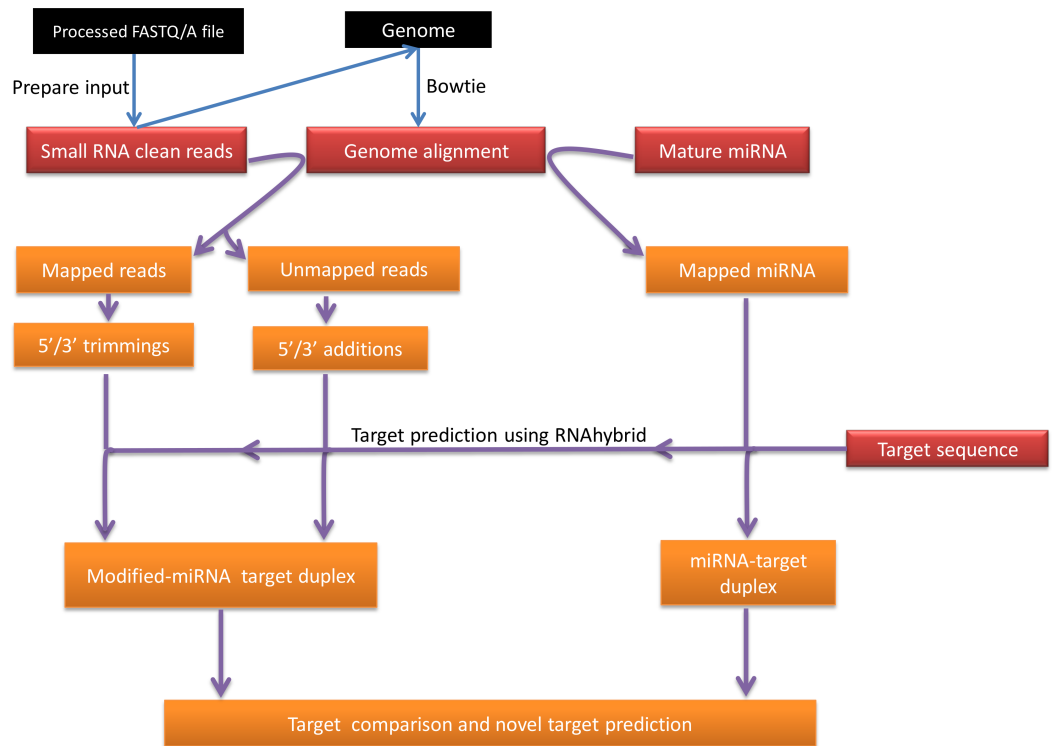 Processed FASTQ/A file
Genome
Prepare input
Bowtie
Small RNA clean reads
Genome alignment
Mature miRNA
Mapped reads
Unmapped reads
Mapped miRNA
5’/3’ trimmings
5’/3’ additions
Target prediction using RNAhybrid
Target sequence
Modified-miRNA target duplex
miRNA-target
duplex
Target comparison and novel target prediction